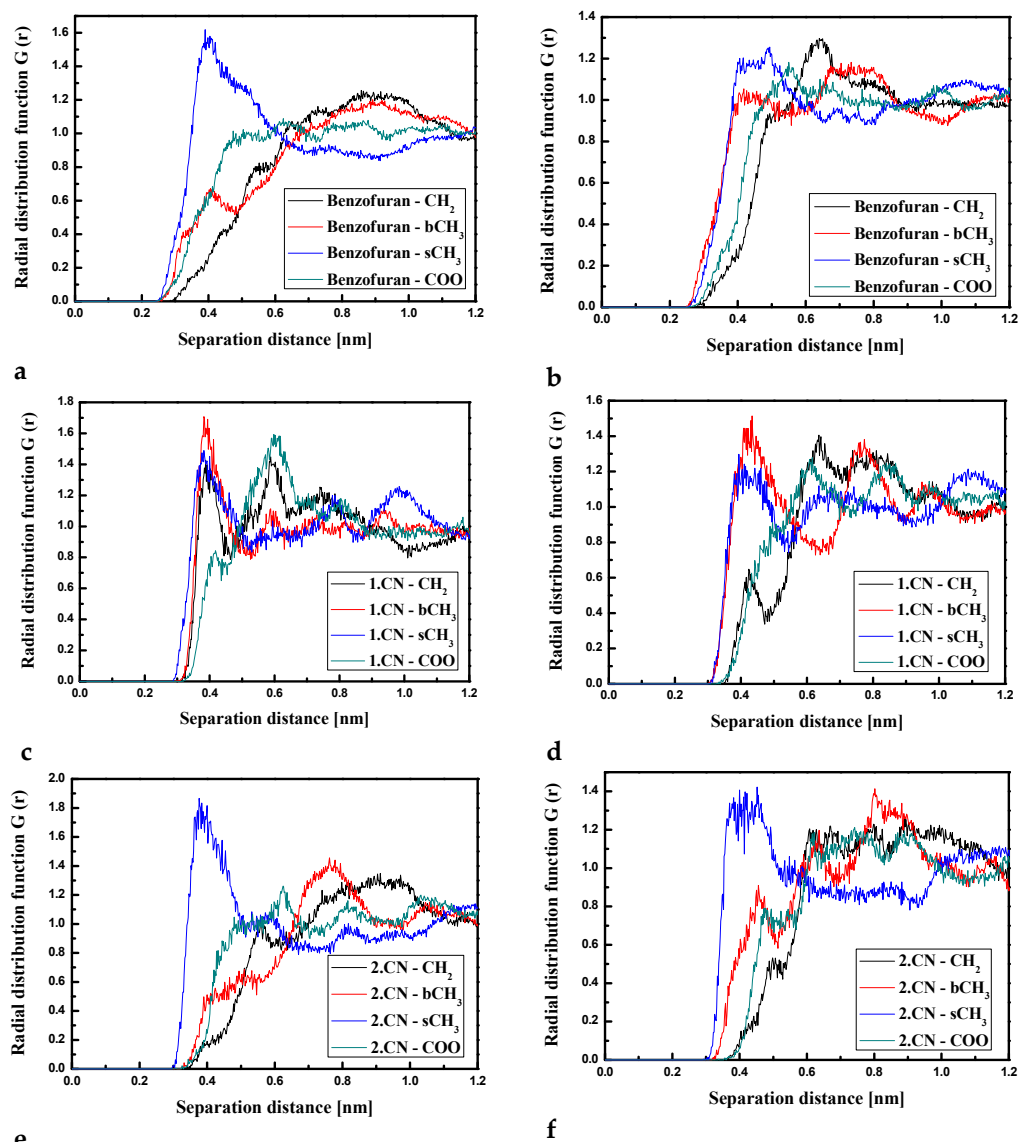 Radial distribution function G (r)
1.6
1.4
1.2
1.0
0.8
0.6
0.4
0.2
0.0
Benzofuran - CH₂
Benzofuran - bCH₃
Benzofuran - sCH₃
Benzofuran - COO
0.0 0.2 0.4 0.6 0.8 1.0 1.2
Separation distance [nm]
a
Radial distribution function G (r)
1.4
1.2
1.0
0.8
0.6
0.4
0.2
0.0
Benzofuran - CH₂
Benzofuran - bCH₃
Benzofuran - sCH₃
Benzofuran - COO
0.0 0.2 0.4 0.6 0.8 1.0 1.2
Separation distance [nm]
b
Radial distribution function G (r)
1.8
1.6
1.4
1.2
1.0
0.8
0.6
0.4
0.2
0.0
1.CN - CH₂
1.CN - bCH₃
1.CN - sCH₃
1.CN - COO
0.0 0.2 0.4 0.6 0.8 1.0 1.2
Separation distance [nm]
c
Radial distribution function G (r)
1.6
1.4
1.2
1.0
0.8
0.6
0.4
0.2
0.0
1.CN - CH₂
1.CN - bCH₃
1.CN - sCH₃
1.CN - COO
0.0 0.2 0.4 0.6 0.8 1.0 1.2
Separation distance [nm]
d
Radial distribution function G (r)
2.0
1.8
1.6
1.4
1.2
1.0
0.8
0.6
0.4
0.2
0.0
2.CN - CH₂
2.CN - bCH₃
2.CN - sCH₃
2.CN - COO
0.0 0.2 0.4 0.6 0.8 1.0 1.2
Separation distance [nm]
e
Radial distribution function G (r)
1.4
1.2
1.0
0.8
0.6
0.4
0.2
0.0
2.CN - CH₂
2.CN - bCH₃
2.CN - sCH₃
2.CN - COO
0.0 0.2 0.4 0.6 0.8 1.0 1.2
Separation distance [nm]
f